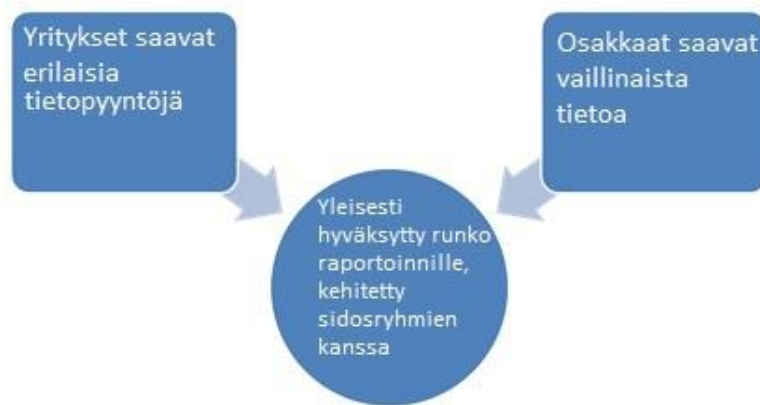 Yritykset saavat
erilaisia
tietopyyntöjä
Osakkaat saavat
vaillinaista
tietoa
Yleisesti
hyväksytty runko
raportoinnille,
kehitetty
sidosryhmien
kanssa